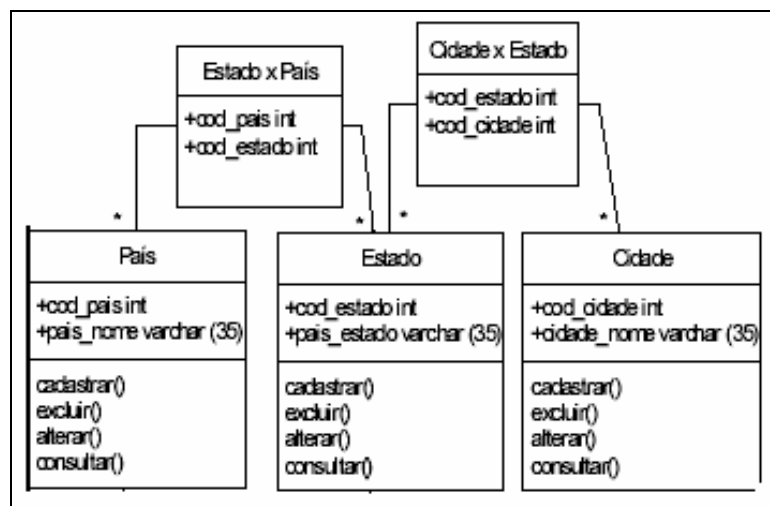 Estado x País
+cod_pais int
+cod_estado int
Cidade x Estado
+cod_estado int
+cod_cidade int
*
*
*
*
País
+cod_pais int
+pais_nome varchar (35)
cadastrar()
excluir()
alterar()
consultar()
Estado
+cod_estado int
+pais_estado varchar (35)
cadastrar()
excluir()
alterar()
consultar()
Cidade
+cod_cidade int
+cidade_nome varchar (35)
cadastrar()
excluir()
alterar()
consultar()